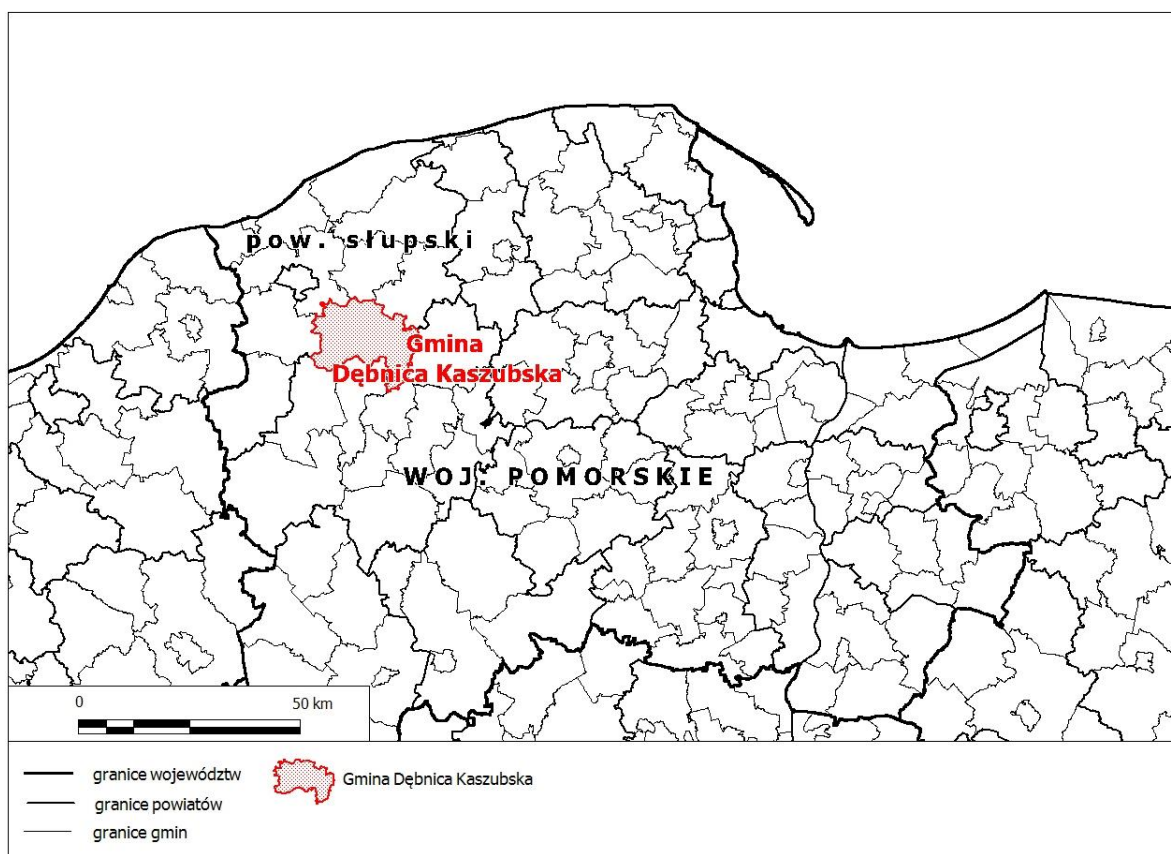 pow. słupski
Gmina
Dębnica Kaszubska
WOJ. POMORSKIE
0 50 km
granice województw
Gmina Dębnica Kaszubska
granice powiatów
granice gmin